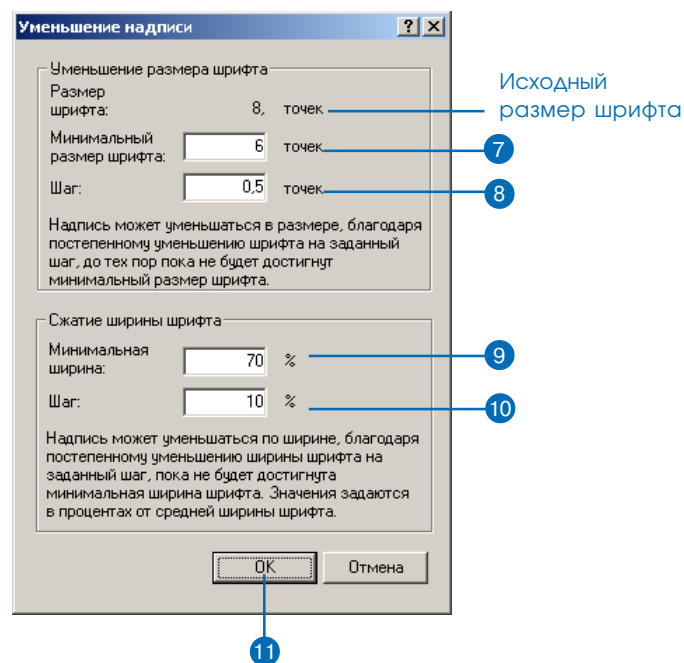 Уменьшение надписи
Уменьшение размера шрифта
Размер
шрифта: 8, точек
Исходный
размер шрифта
Минимальный
размер шрифта: 6 точек
7
Шаг: 0,5 точек
8
Надпись может уменьшаться в размере, благодаря
постепенному уменьшению шрифта на заданный
шаг, до тех пор пока не будет достигнут
минимальный размер шрифта.
Сжатие ширины шрифта
Минимальная
ширина: 70 %
9
Шаг: 10 %
10
Надпись может уменьшаться по ширине, благодаря
постепенному уменьшению ширины шрифта на
заданный шаг, пока не будет достигнута
минимальная ширина шрифта. Значения задаются
в процентах от средней ширины шрифта.
OK Отмена
11